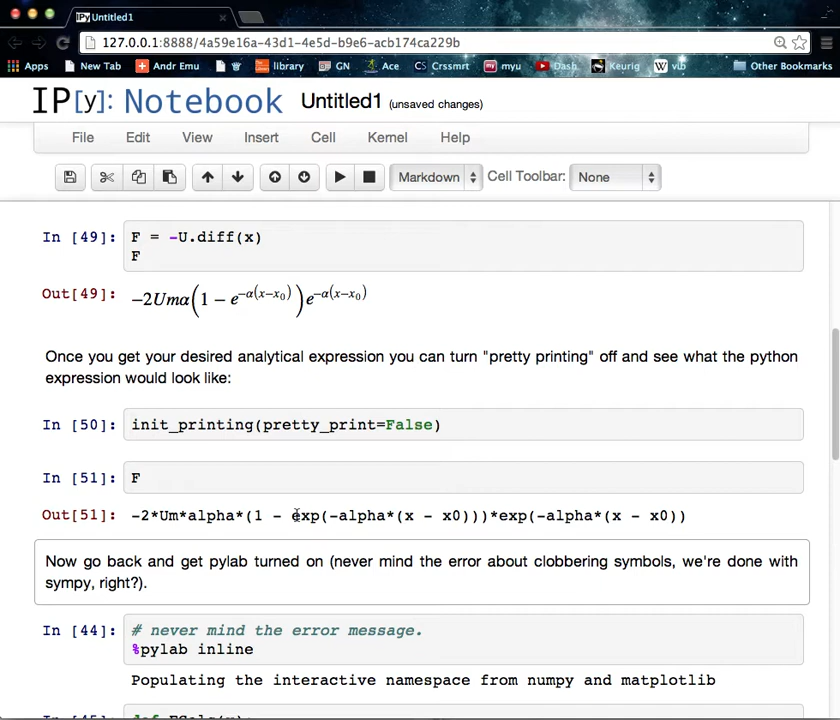 IPy Untitled1
127.0.0.1:8888/4a59e16a-43d1-4e5d-b9e6-acb174ca229b
Apps New Tab Andr Emu library GN Ace CS Crssmrt my myu Dash Keurig W vlb Other Bookmarks
IP[y]: Notebook Untitled1 (unsaved changes)
File Edit View Insert Cell Kernel Help
Markdown Cell Toolbar: None
In [49]: F = -U.diff(x)
F
Out[49]: −2Umα(1 − e^{−α(x−x₀)})e^{−α(x−x₀)}
Once you get your desired analytical expression you can turn "pretty printing" off and see what the python
expression would look like:
In [50]: init_printing(pretty_print=False)
In [51]: F
Out[51]: -2*Um*alpha*(1 - exp(-alpha*(x - x0)))*exp(-alpha*(x - x0))
Now go back and get pylab turned on (never mind the error about clobbering symbols, we're done with
sympy, right?).
In [44]: # never mind the error message.
%pylab inline
Populating the interactive namespace from numpy and matplotlib